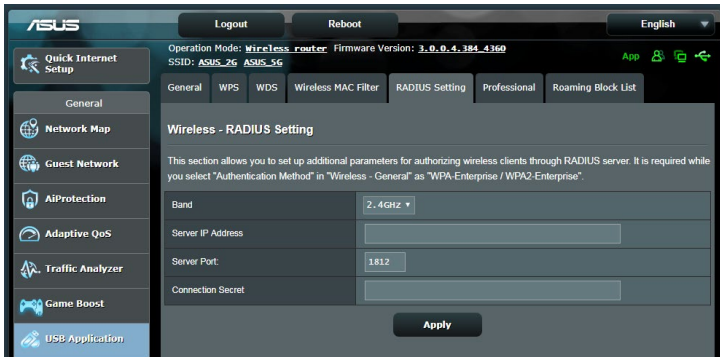 ASUS
Logout
Reboot
English
Quick Internet
Setup
Operation Mode: Wireless router Firmware Version: 3.0.0.4.384_4360
SSID: ASUS_2G ASUS_5G
App
General
Network Map
Guest Network
AiProtection
Adaptive QoS
Traffic Analyzer
Game Boost
USB Application
General WPS WDS Wireless MAC Filter RADIUS Setting Professional Roaming Block List
Wireless - RADIUS Setting
This section allows you to set up additional parameters for authorizing wireless clients through RADIUS server. It is required while
you select "Authentication Method" in "Wireless - General" as "WPA-Enterprise / WPA2-Enterprise".
Band 2.4GHz
Server IP Address
Server Port: 1812
Connection Secret
Apply